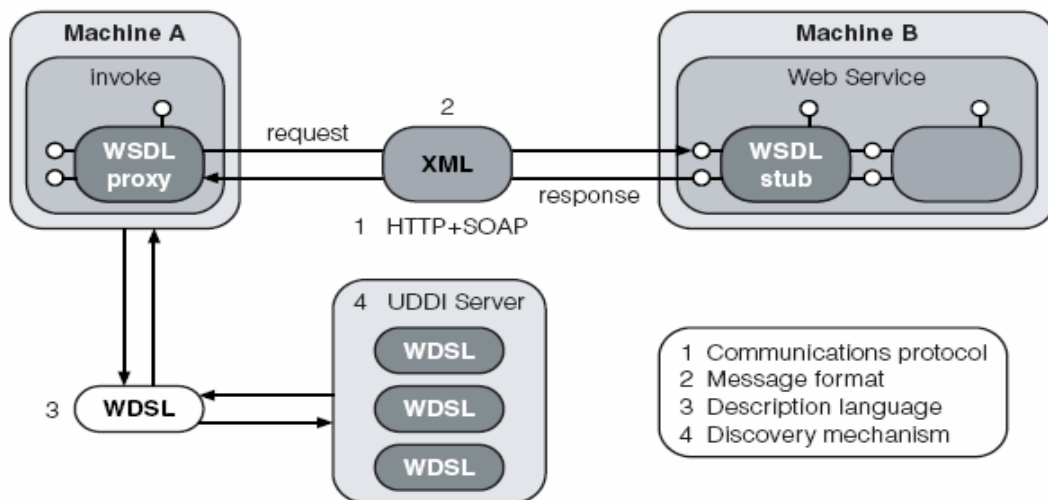 Machine A
invoke
WSDL
proxy
request
2
XML
1 HTTP+SOAP
response
Machine B
Web Service
WSDL
stub
3 WDSL
4 UDDI Server
WDSL
WDSL
WDSL
1 Communications protocol
2 Message format
3 Description language
4 Discovery mechanism